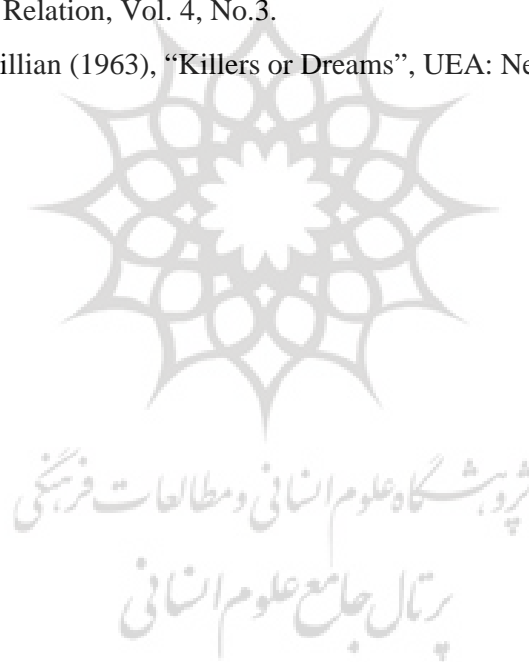 Relation, Vol. 4, No.3.
illian (1963), “Killers or Dreams”, UEA: Ne
پژوهشگاه علوم انسانی و مطالعات فرهنگی
پرتال جامع علوم انسانی